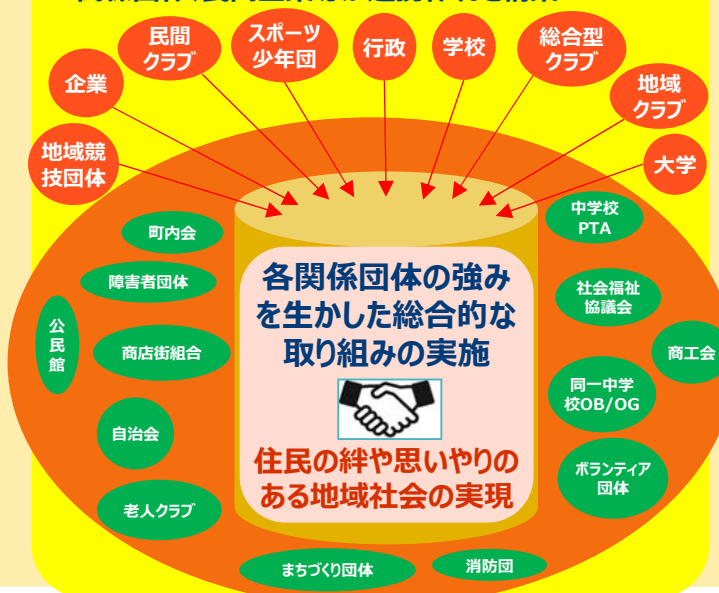 民間
クラブ
スポーツ
少年団
行政
学校
総合型
クラブ
企業
地域
クラブ
地域競
技団体
大学
町内会
中学校
PTA
障害者団体
社会福祉
協議会
公
民
館
商店街組合
商工会
各関係団体の強み
を生かした総合的な
取り組みの実施
同一中学
校OB/OG
自治会
住民の絆や思いやりの
ある地域社会の実現
ボランティア
団体
老人クラブ
まちづくり団体
消防団